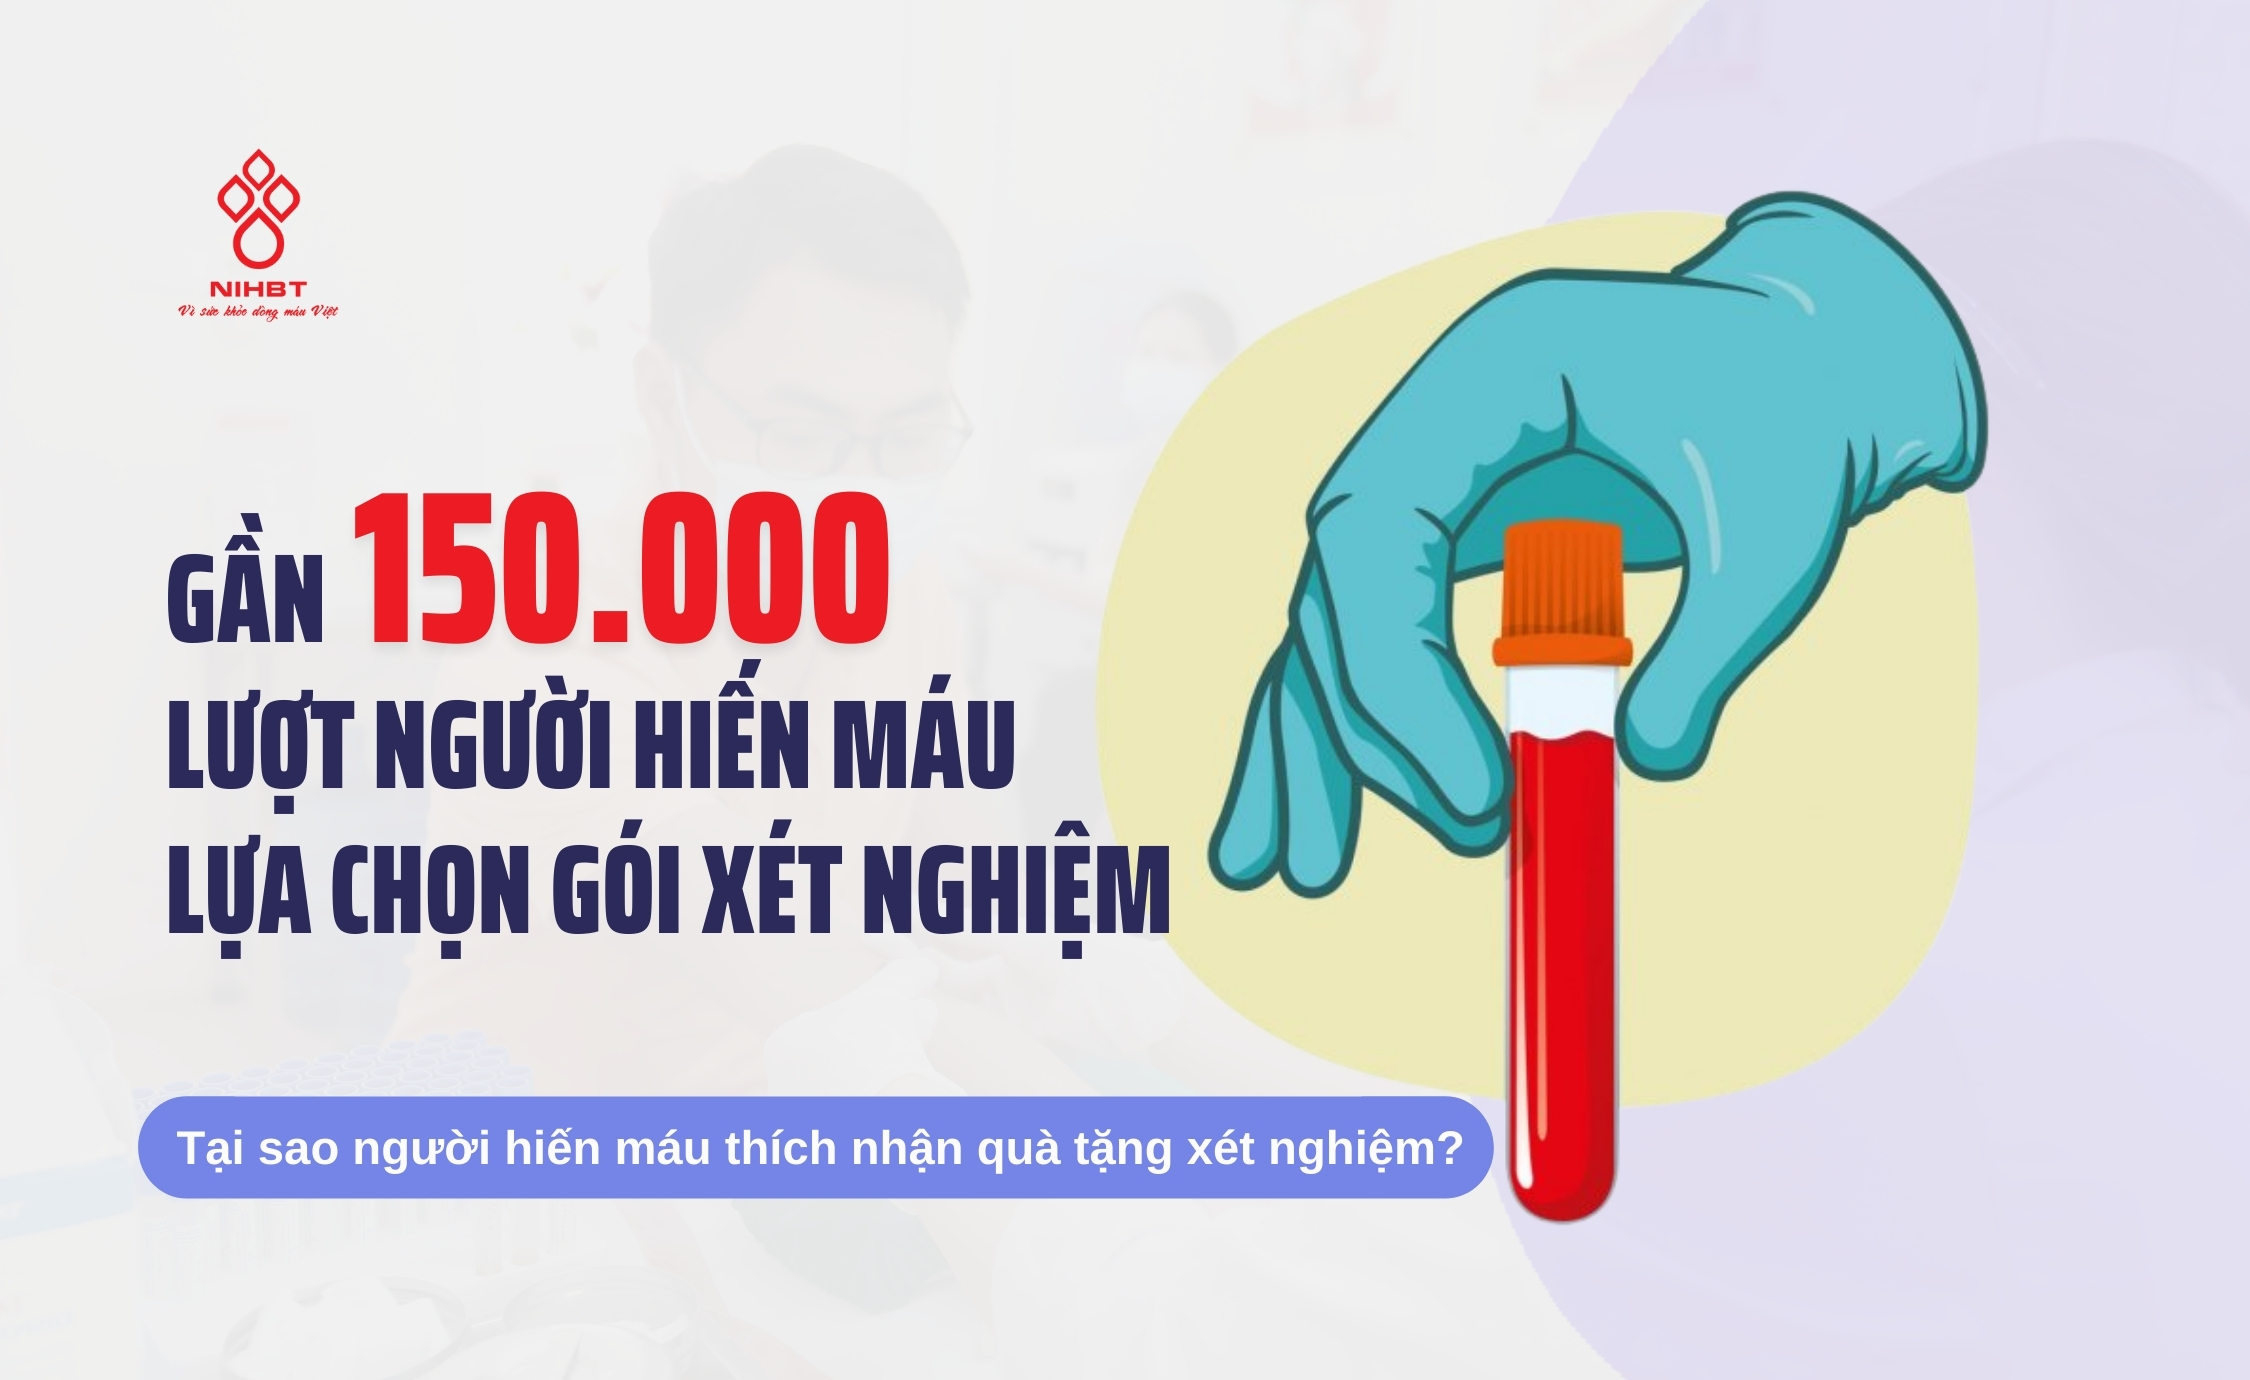 NIHBT
Vì sức khỏe dòng máu Việt
GẦN 150.000
LƯỢT NGƯỜI HIẾN MÁU
LỰA CHỌN GÓI XÉT NGHIỆM
Tại sao người hiến máu thích nhận quà tặng xét nghiệm?